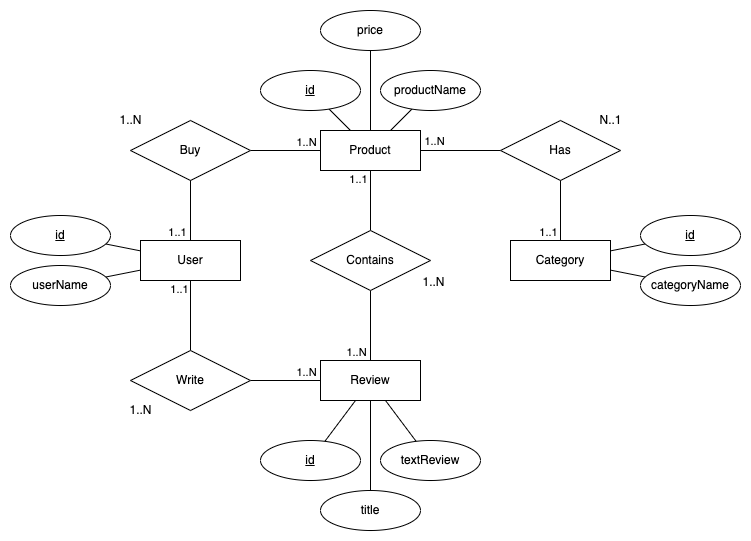 price
id
productName
1..N
N..1
Buy
1..N
Product
1..N
Has
1..1
1..1
1..1
id
id
User
Contains
Category
userName
1..1
1..N
categoryName
1..N
1..N
Write
Review
1..N
id
textReview
title